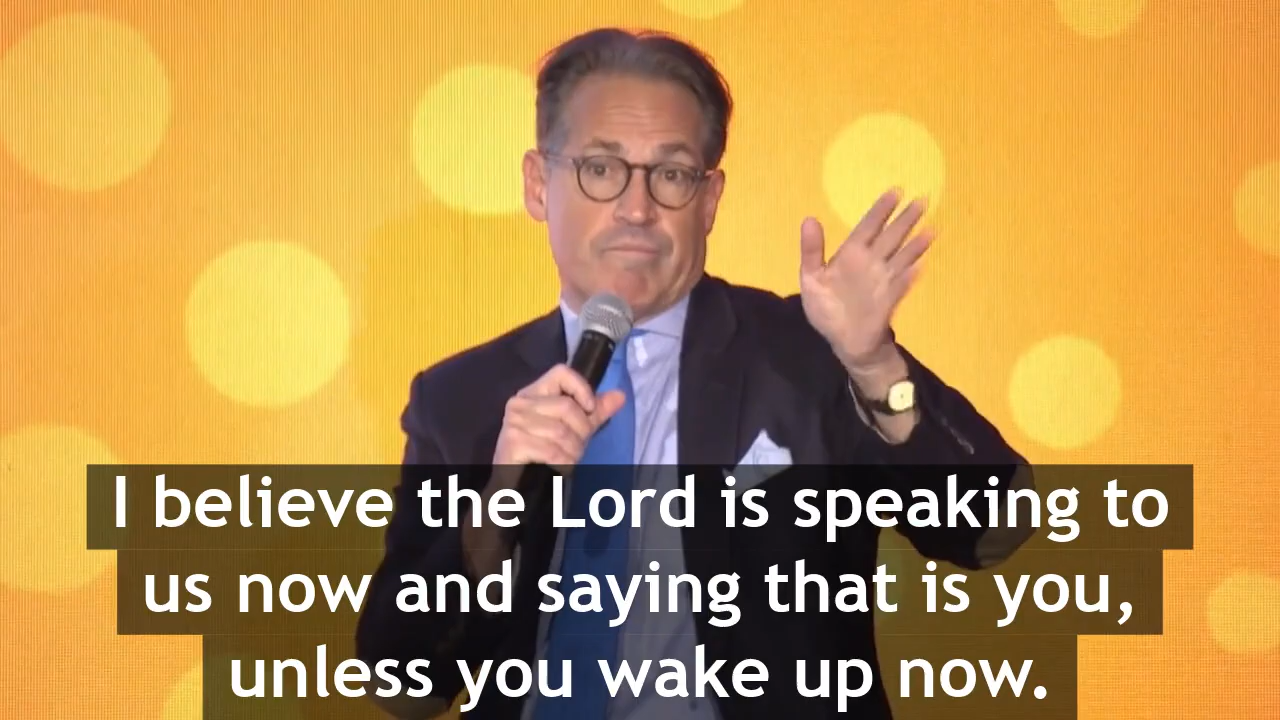 I believe the Lord is speaking to
us now and saying that is you,
unless you wake up now.